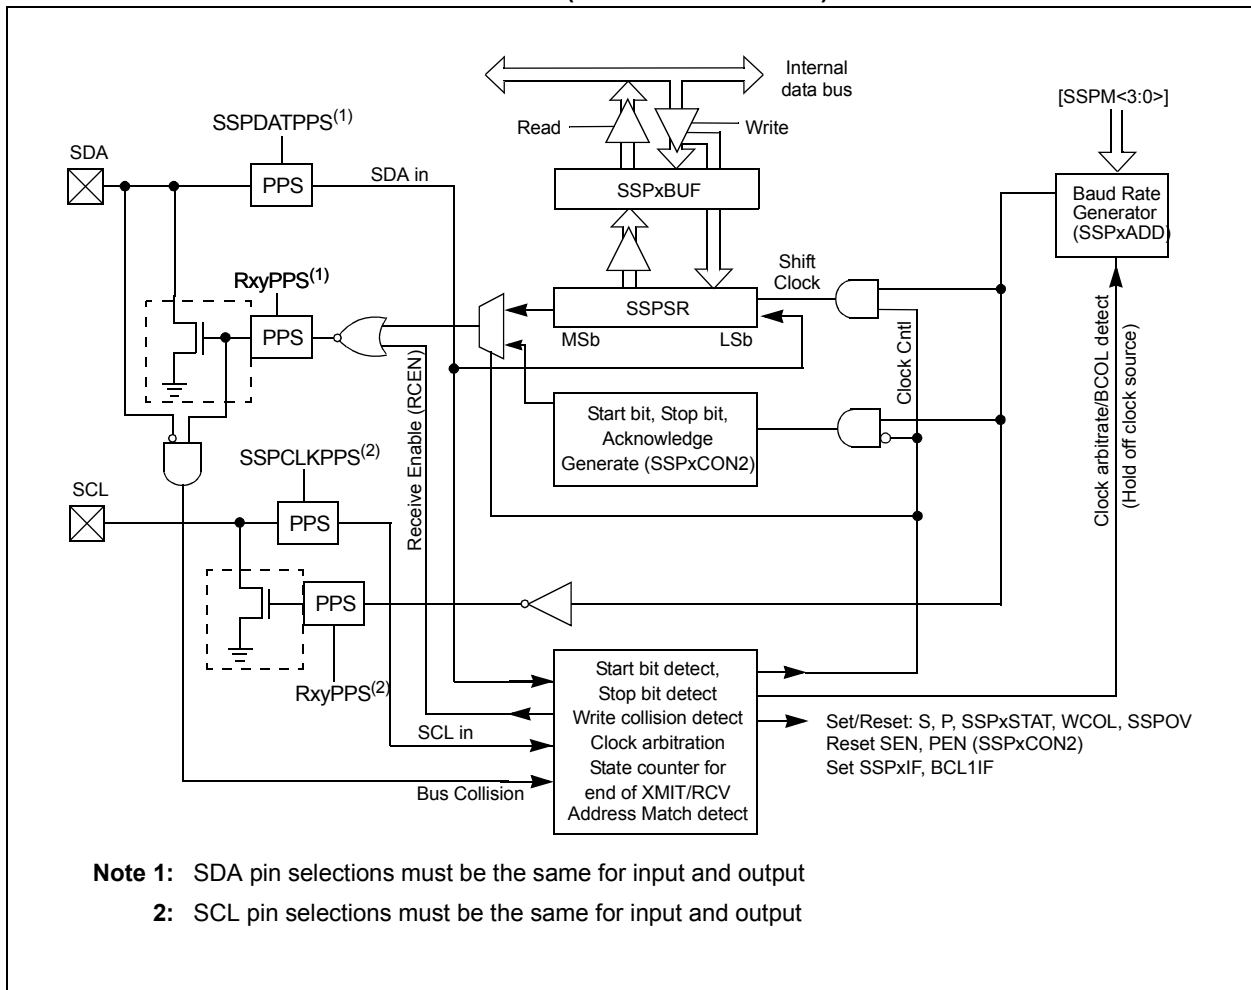 Internal
data bus
[SSPM<3:0>]
SSPDATPPS(1)
Read
Write
SDA
PPS
SDA in
SSPxBUF
Baud Rate
Generator
(SSPxADD)
RxyPPS(1)
Shift
Clock
PPS
SSPSR
MSb
LSb
Clock Cntl
Receive Enable (RCEN)
Clock arbitrate/BCOL detect
(Hold off clock source)
Start bit, Stop bit,
Acknowledge
Generate (SSPxCON2)
SSPCLKPPS(2)
SCL
PPS
PPS
RxyPPS(2)
Start bit detect,
Stop bit detect
Write collision detect
Clock arbitration
State counter for
end of XMIT/RCV
Address Match detect
SCL in
Bus Collision
Set/Reset: S, P, SSPxSTAT, WCOL, SSPOV
Reset SEN, PEN (SSPxCON2)
Set SSPxIF, BCL1IF
Note 1: SDA pin selections must be the same for input and output
2: SCL pin selections must be the same for input and output